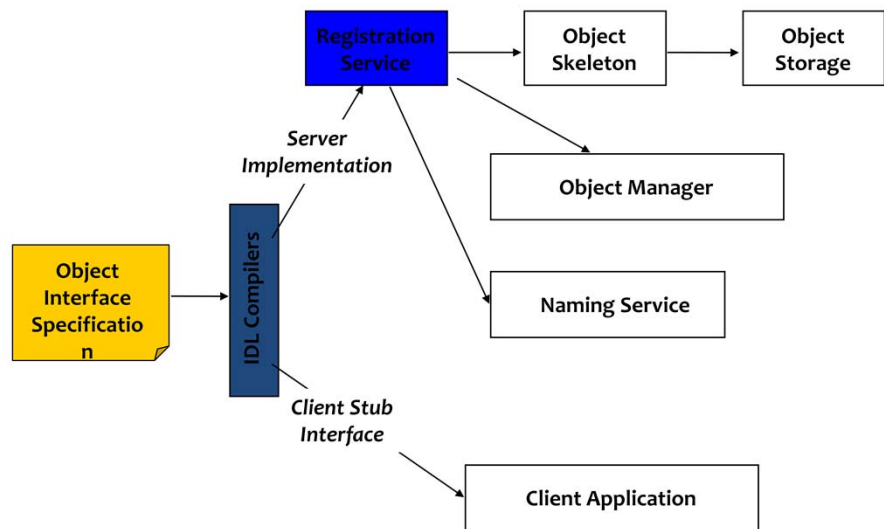 Registration
Service
Object
Skeleton
Object
Storage
Server
Implementation
Object Manager
IDL Compilers
Object
Interface
Specificatio
n
Naming Service
Client Stub
Interface
Client Application